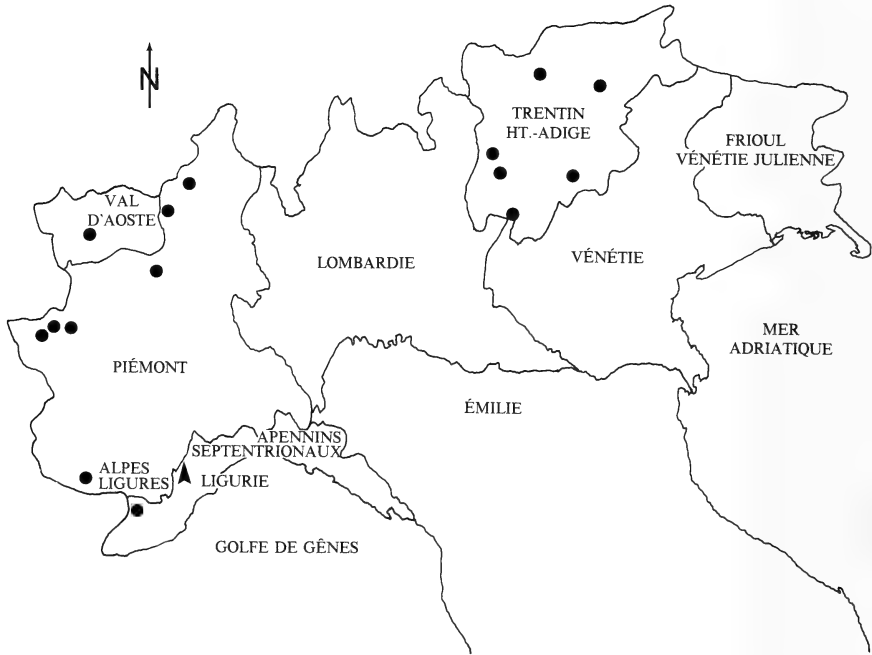 N
TRENTIN
HT.-ADIGE
FRIOUL
VÉNÉTIE JULIENNE
VAL
D'AOSTE
LOMBARDIE
VÉNÉTIE
MER
ADRIATIQUE
PIÉMONT
ÉMILIE
APENNINS
SEPTENTRIONAUX
ALPES
LIGURES
LIGURIE
GOLFE DE GÊNES